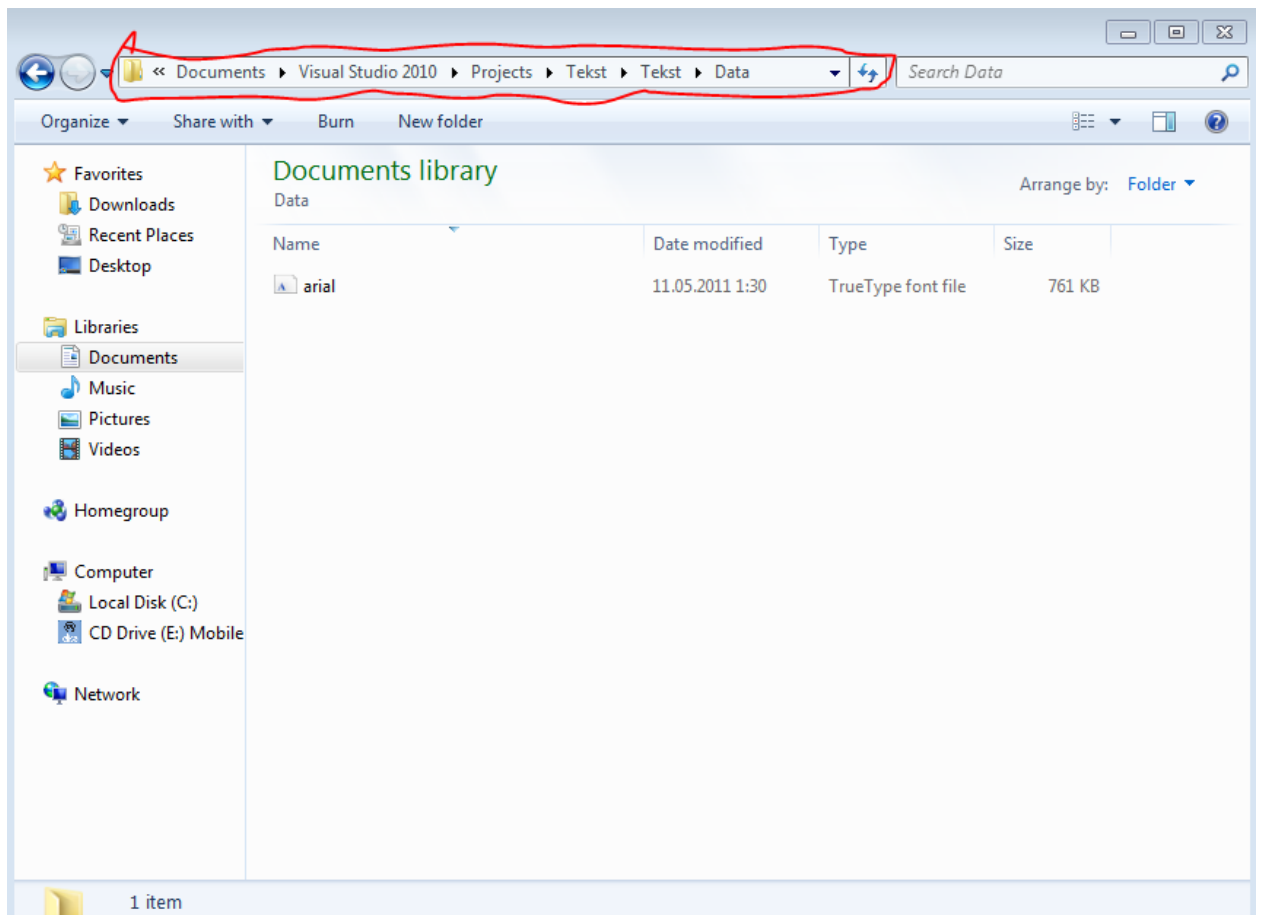 « Documents ▸ Visual Studio 2010 ▸ Projects ▸ Tekst ▸ Tekst ▸ Data Search Data
Organize Share with Burn New folder
Favorites
Downloads
Recent Places
Desktop
Libraries
Documents
Music
Pictures
Videos
Homegroup
Computer
Local Disk (C:)
CD Drive (E:) Mobile
Network
Documents library
Data
Arrange by: Folder
Name Date modified Type Size
arial 11.05.2011 1:30 TrueType font file 761 KB
1 item